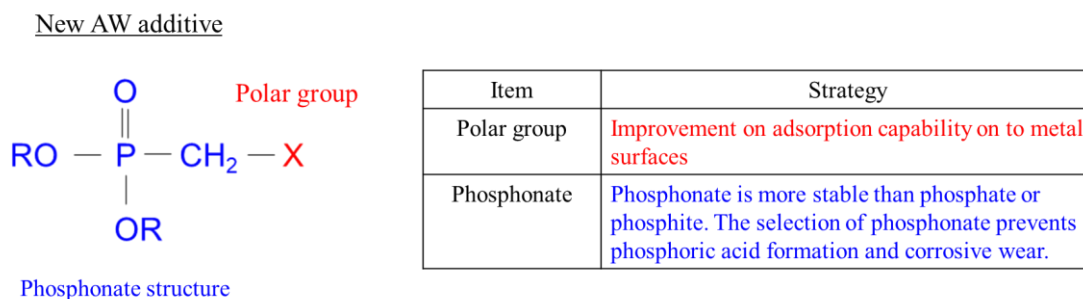 New AW additive
O
Polar group
RO — P — CH₂ — X
OR
Phosphonate structure
Item Strategy
Polar group Improvement on adsorption capability on to metal
surfaces
Phosphonate Phosphonate is more stable than phosphate or
phosphite. The selection of phosphonate prevents
phosphoric acid formation and corrosive wear.